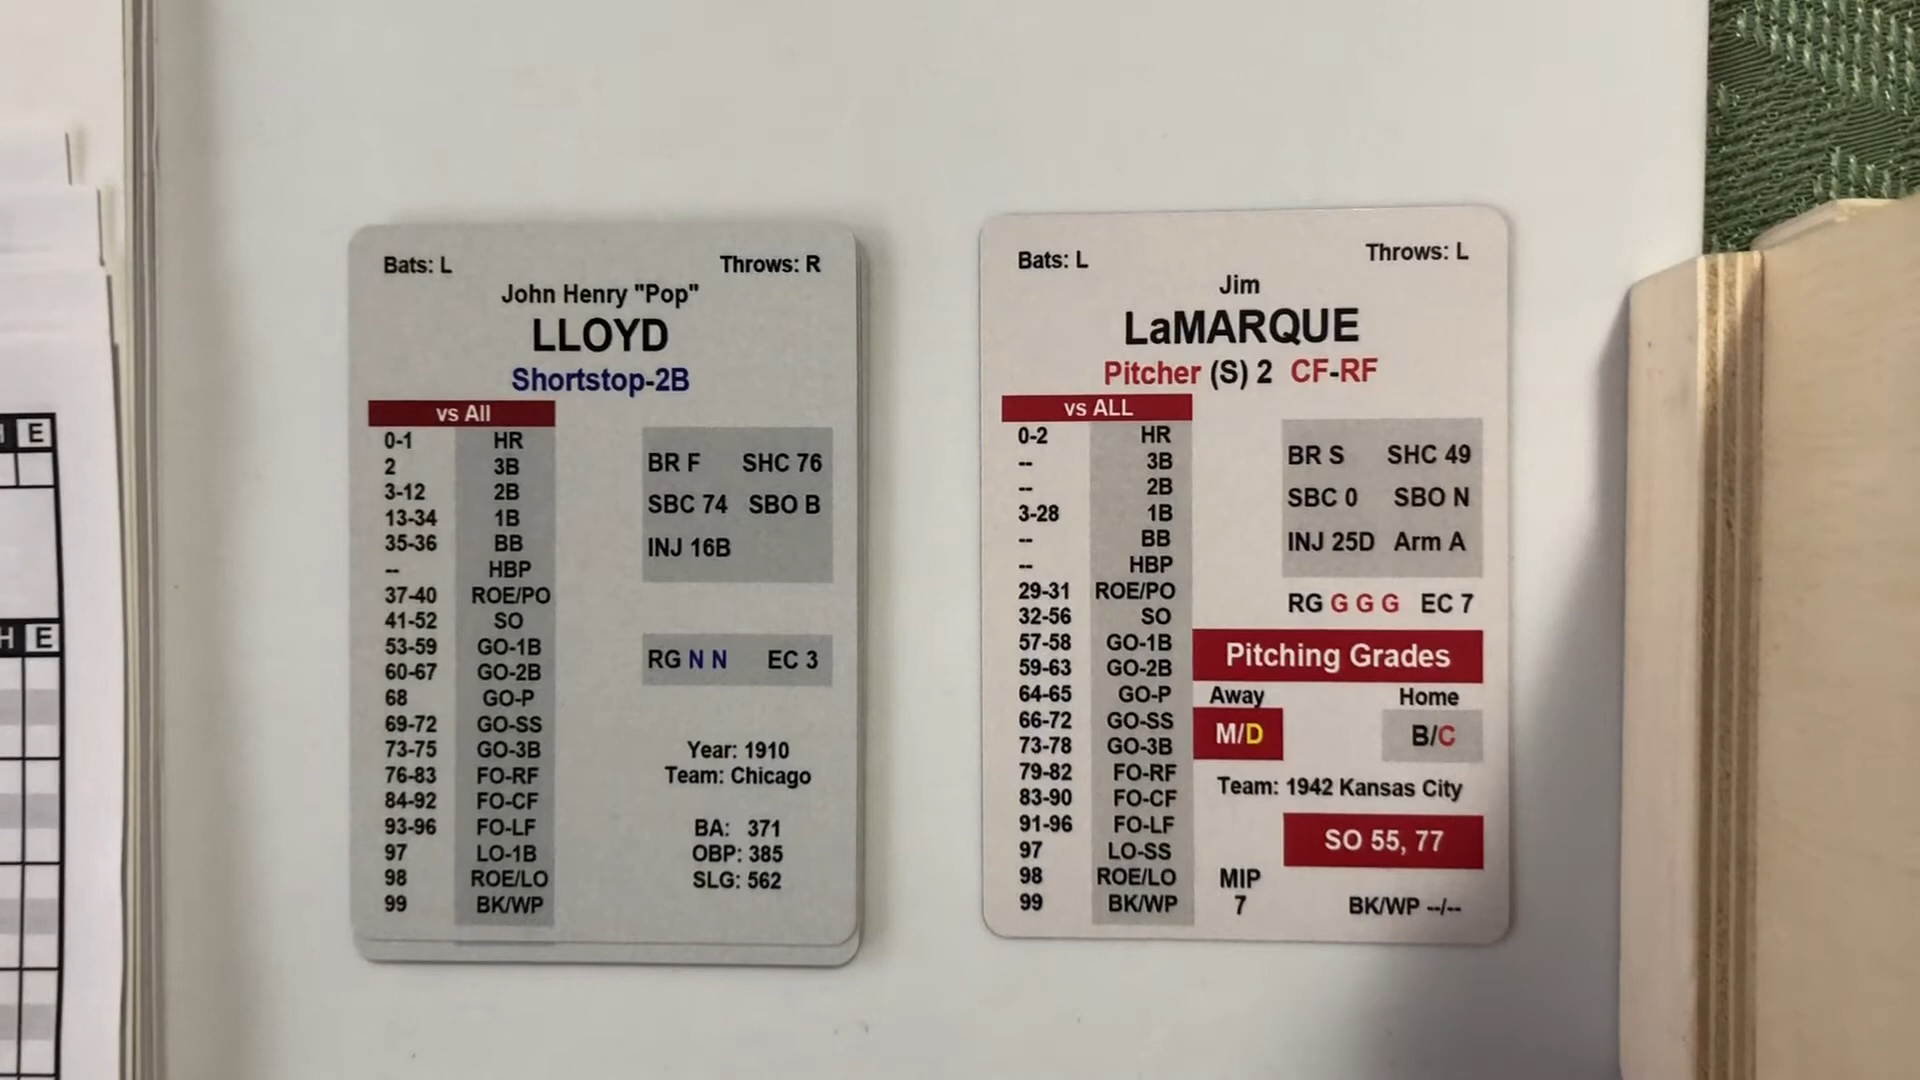 H E
H E
Bats: L Throws: R
John Henry "Pop"
LLOYD
Shortstop-2B
vs All
0-1 HR
2 3B
3-12 2B
13-34 1B
35-36 BB
-- HBP
37-40 ROE/PO
41-52 SO
53-59 GO-1B
60-67 GO-2B
68 GO-P
69-72 GO-SS
73-75 GO-3B
76-83 FO-RF
84-92 FO-CF
93-96 FO-LF
97 LO-1B
98 ROE/LO
99 BK/WP
BR F SHC 76
SBC 74 SBO B
INJ 16B
RG N N EC 3
Year: 1910
Team: Chicago
BA: 371
OBP: 385
SLG: 562
Bats: L Throws: L
Jim
LaMARQUE
Pitcher (S) 2 CF-RF
vs ALL
0-2 HR
-- 3B
-- 2B
3-28 1B
-- BB
-- HBP
29-31 ROE/PO
32-56 SO
57-58 GO-1B
59-63 GO-2B
64-65 GO-P
66-72 GO-SS
73-78 GO-3B
79-82 FO-RF
83-90 FO-CF
91-96 FO-LF
97 LO-SS
98 ROE/LO
99 BK/WP
BR S SHC 49
SBC 0 SBO N
INJ 25D Arm A
RG G G G EC 7
Pitching Grades
Away Home
M/D B/C
Team: 1942 Kansas City
SO 55, 77
MIP
7 BK/WP --/--